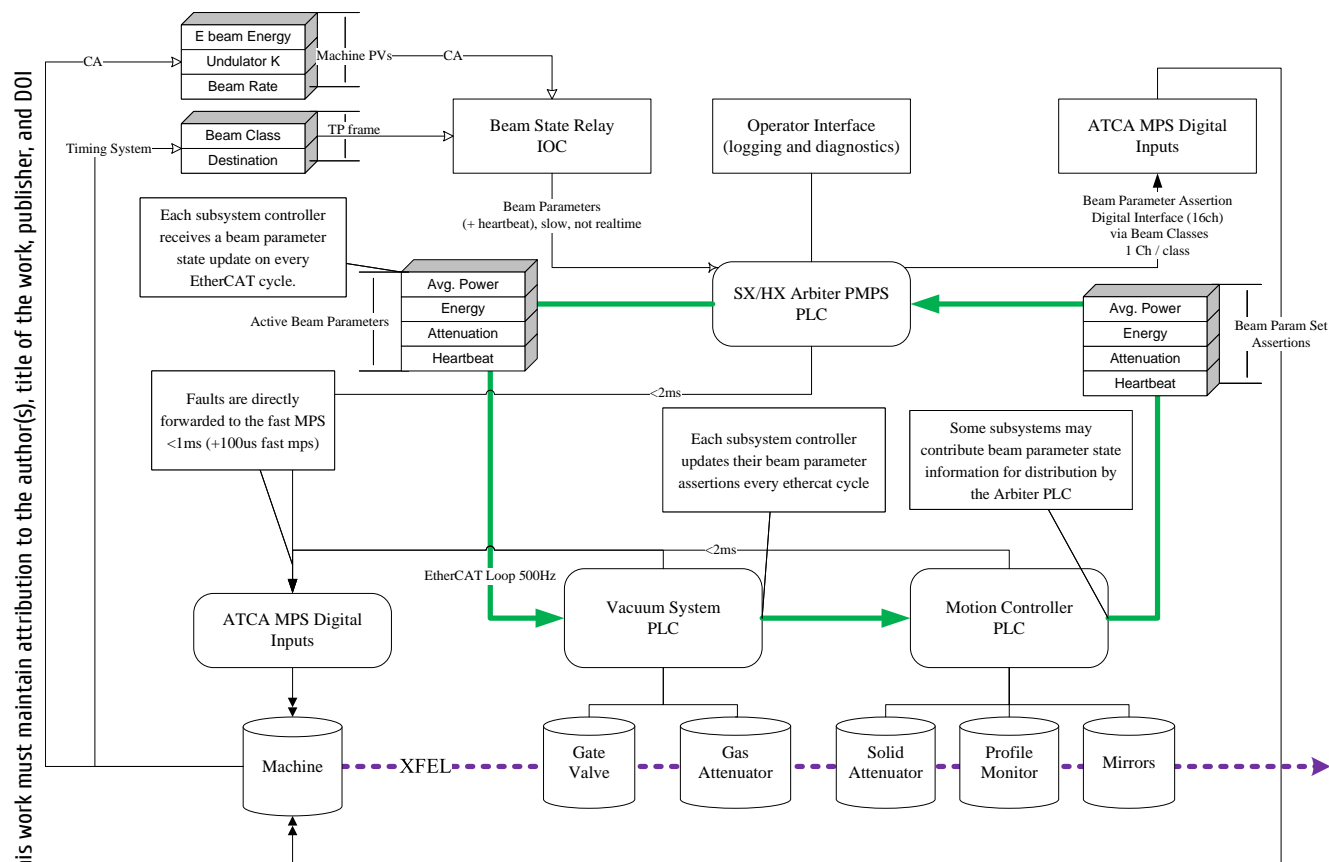 his work must maintain attribution to the author(s), title of the work, publisher, and DOI
E beam Energy
Undulator K
Beam Rate
CA
Machine PVs
CA
Beam Class
Destination
Timing System
TP frame
Beam State Relay
IOC
Operator Interface
(logging and diagnostics)
ATCA MPS Digital
Inputs
Each subsystem controller
receives a beam parameter
state update on every
EtherCAT cycle.
Beam Parameters
(+ heartbeat), slow, not realtime
Beam Parameter Assertion
Digital Interface (16ch)
via Beam Classes
1 Ch / class
Avg. Power
Energy
Attenuation
Heartbeat
Active Beam Parameters
SX/HX Arbiter PMPS
PLC
Avg. Power
Energy
Attenuation
Heartbeat
Beam Param Set
Assertions
<2ms
Faults are directly
forwarded to the fast MPS
<1ms (+100us fast mps)
Each subsystem controller
updates their beam parameter
assertions every ethercat cycle
Some subsystems may
contribute beam parameter state
information for distribution by
the Arbiter PLC
<2ms
EtherCAT Loop 500Hz
ATCA MPS Digital
Inputs
Vacuum System
PLC
Motion Controller
PLC
Machine
XFEL
Gate
Valve
Gas
Attenuator
Solid
Attenuator
Profile
Monitor
Mirrors